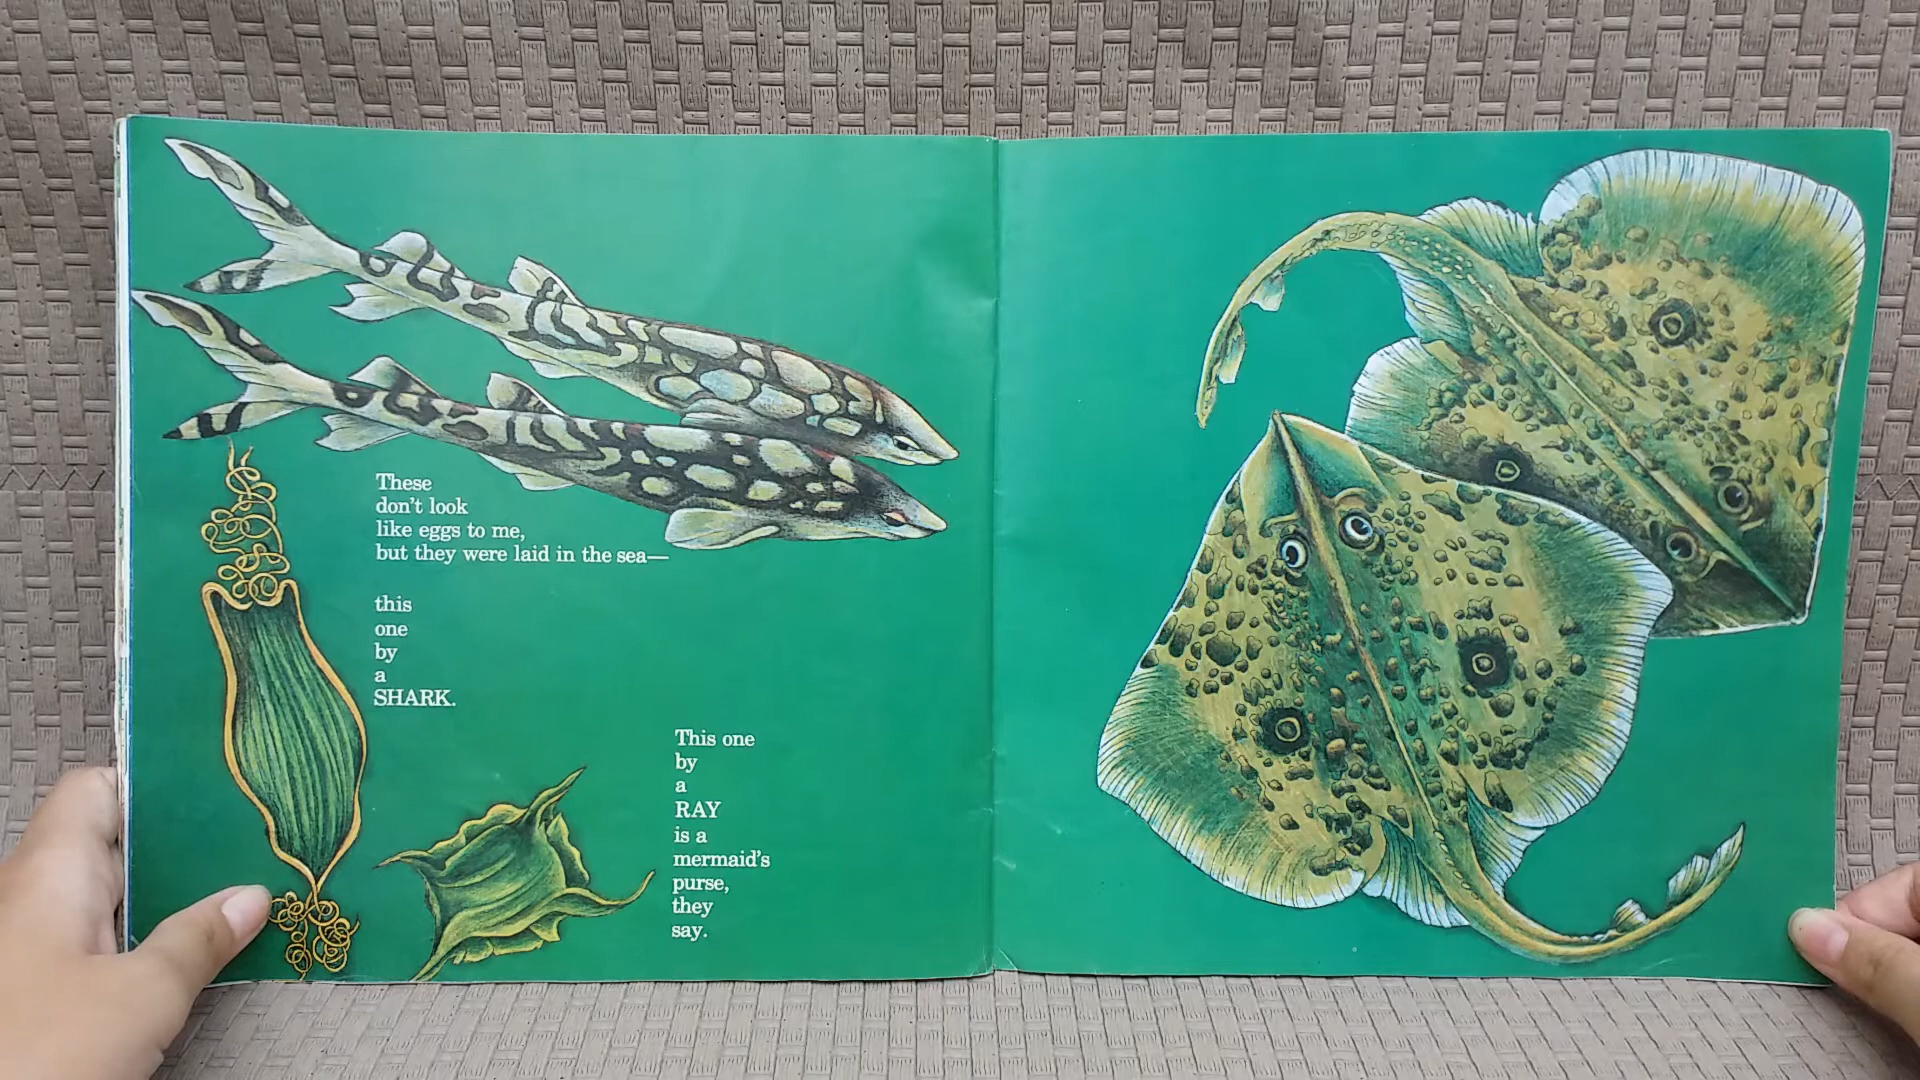 These
don't look
like eggs to me,
but they were laid in the sea—
this
one
by
a
SHARK.
This one
by
a
RAY
is a
mermaid's
purse,
they
say.